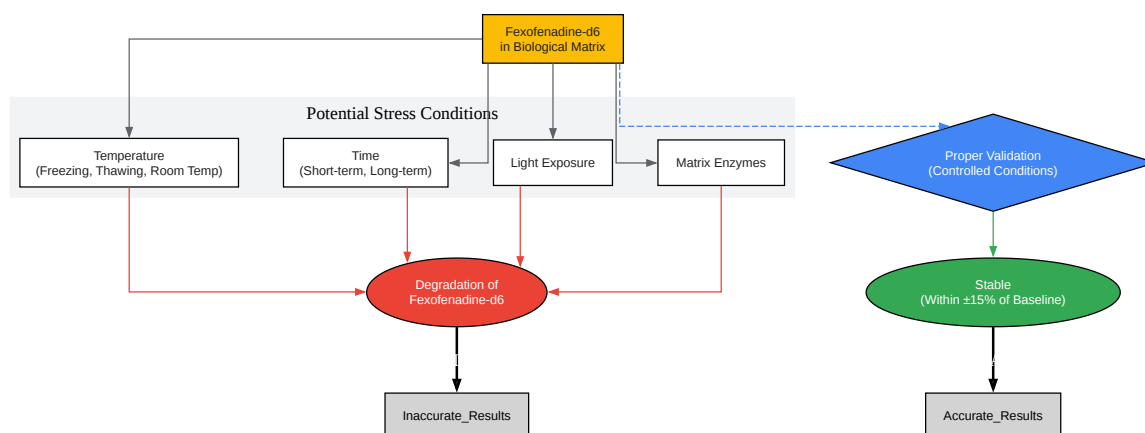 Fexofenadine-d6
in Biological Matrix
Potential Stress Conditions
Temperature
(Freezing, Thawing, Room Temp)
Time
(Short-term, Long-term)
Light Exposure
Matrix Enzymes
Proper Validation
(Controlled Conditions)
Degradation of
Fexofenadine-d6
Stable
(Within ±15% of Baseline)
Inaccurate_Results
Accurate_Results